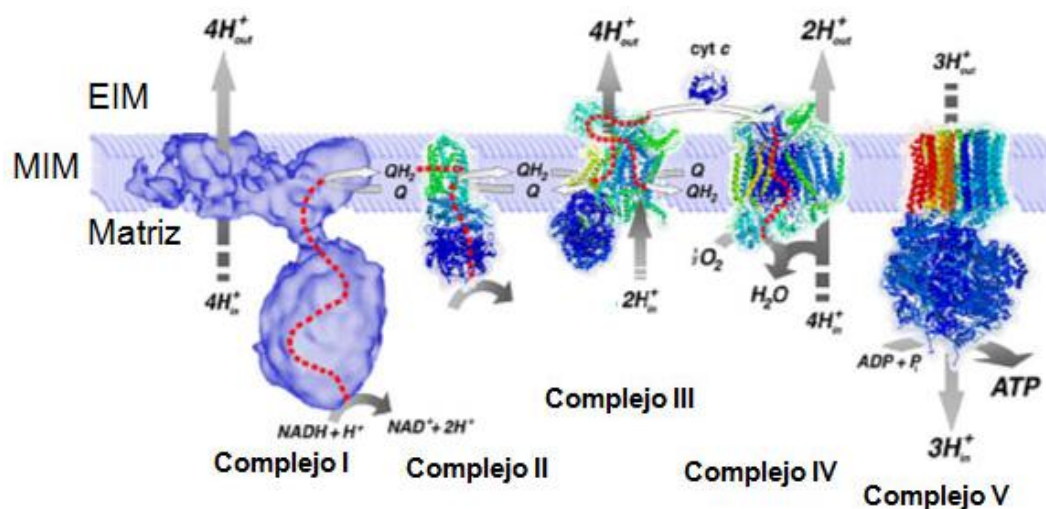 4H⁺out
4H⁺out
cyt c
2H⁺out
3H⁺out
EIM
MIM
QH₂
Q
QH₂
Q
Q
QH₂
Matriz
4H⁺in
2H⁺in
O₂
H₂O
4H⁺in
ADP + Pi
ATP
NADH + H⁺
NAD⁺ + 2H⁺
3H⁺in
Complejo I
Complejo II
Complejo III
Complejo IV
Complejo V